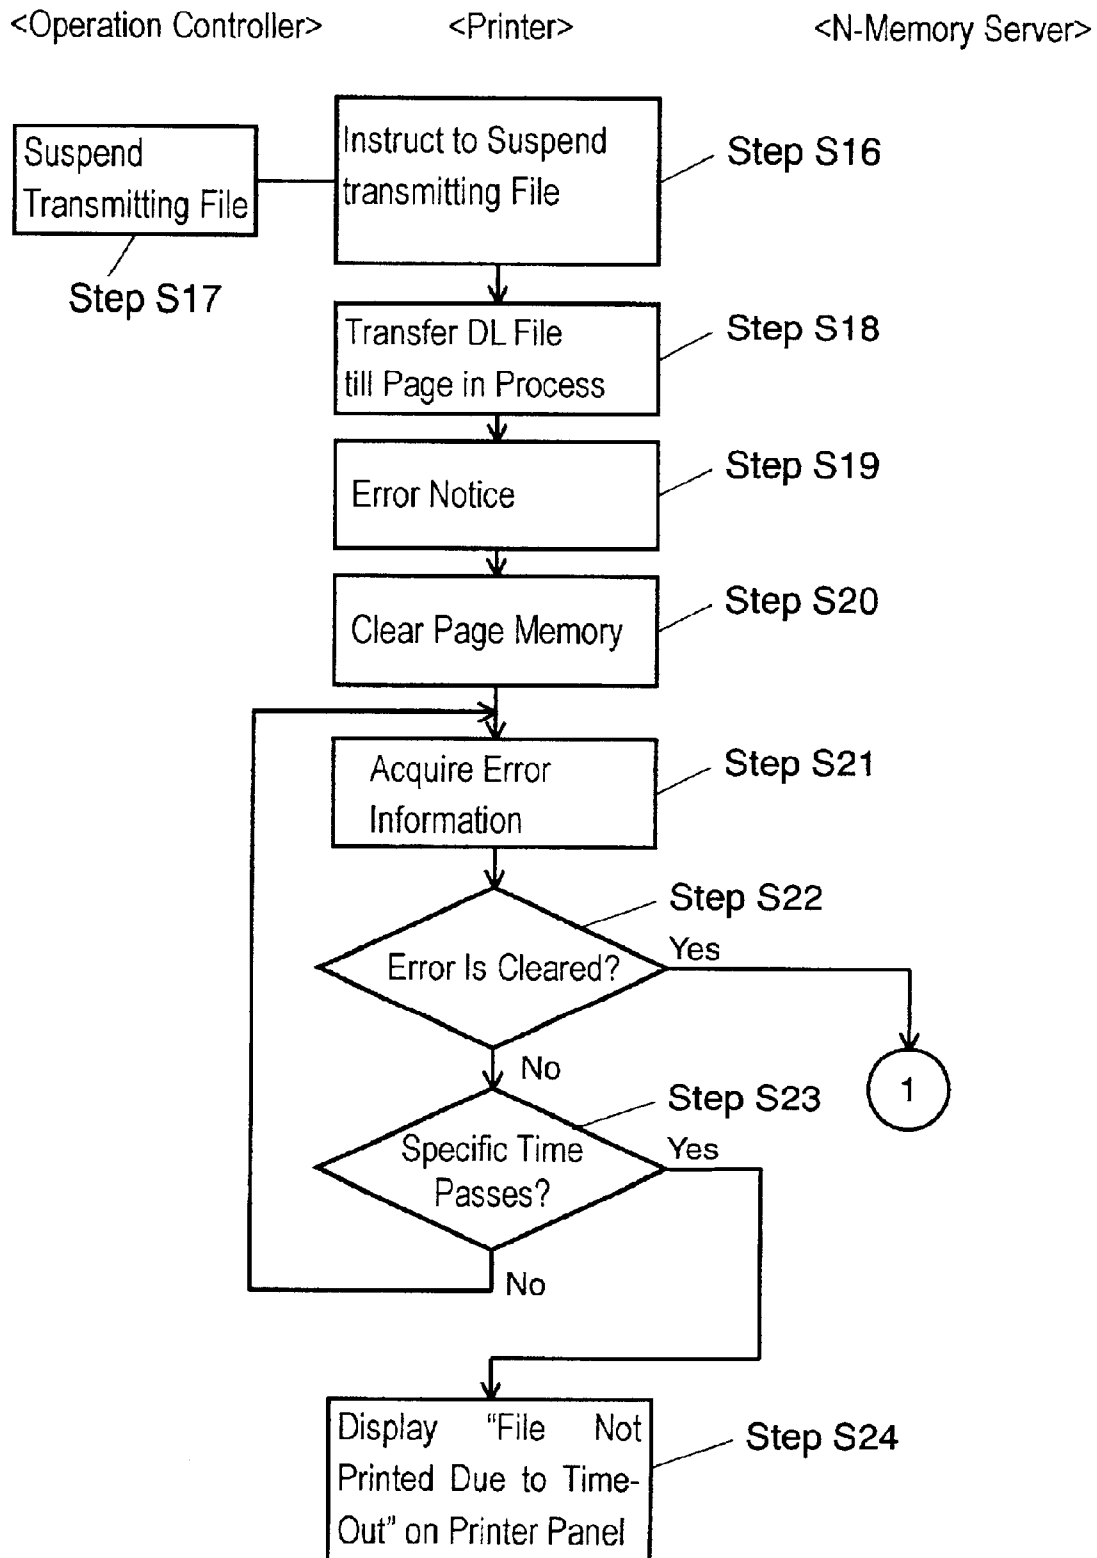 <Operation Controller> <Printer> <N-Memory Server>
Suspend
Transmitting File
Step S17
Instruct to Suspend
transmitting File
Step S16
Transfer DL File
till Page in Process
Step S18
Error Notice
Step S19
Clear Page Memory
Step S20
Acquire Error
Information
Step S21
Error Is Cleared?
Step S22
Yes
1
No
Specific Time
Passes?
Step S23
Yes
No
Display “File Not
Printed Due to Time-
Out” on Printer Panel
Step S24